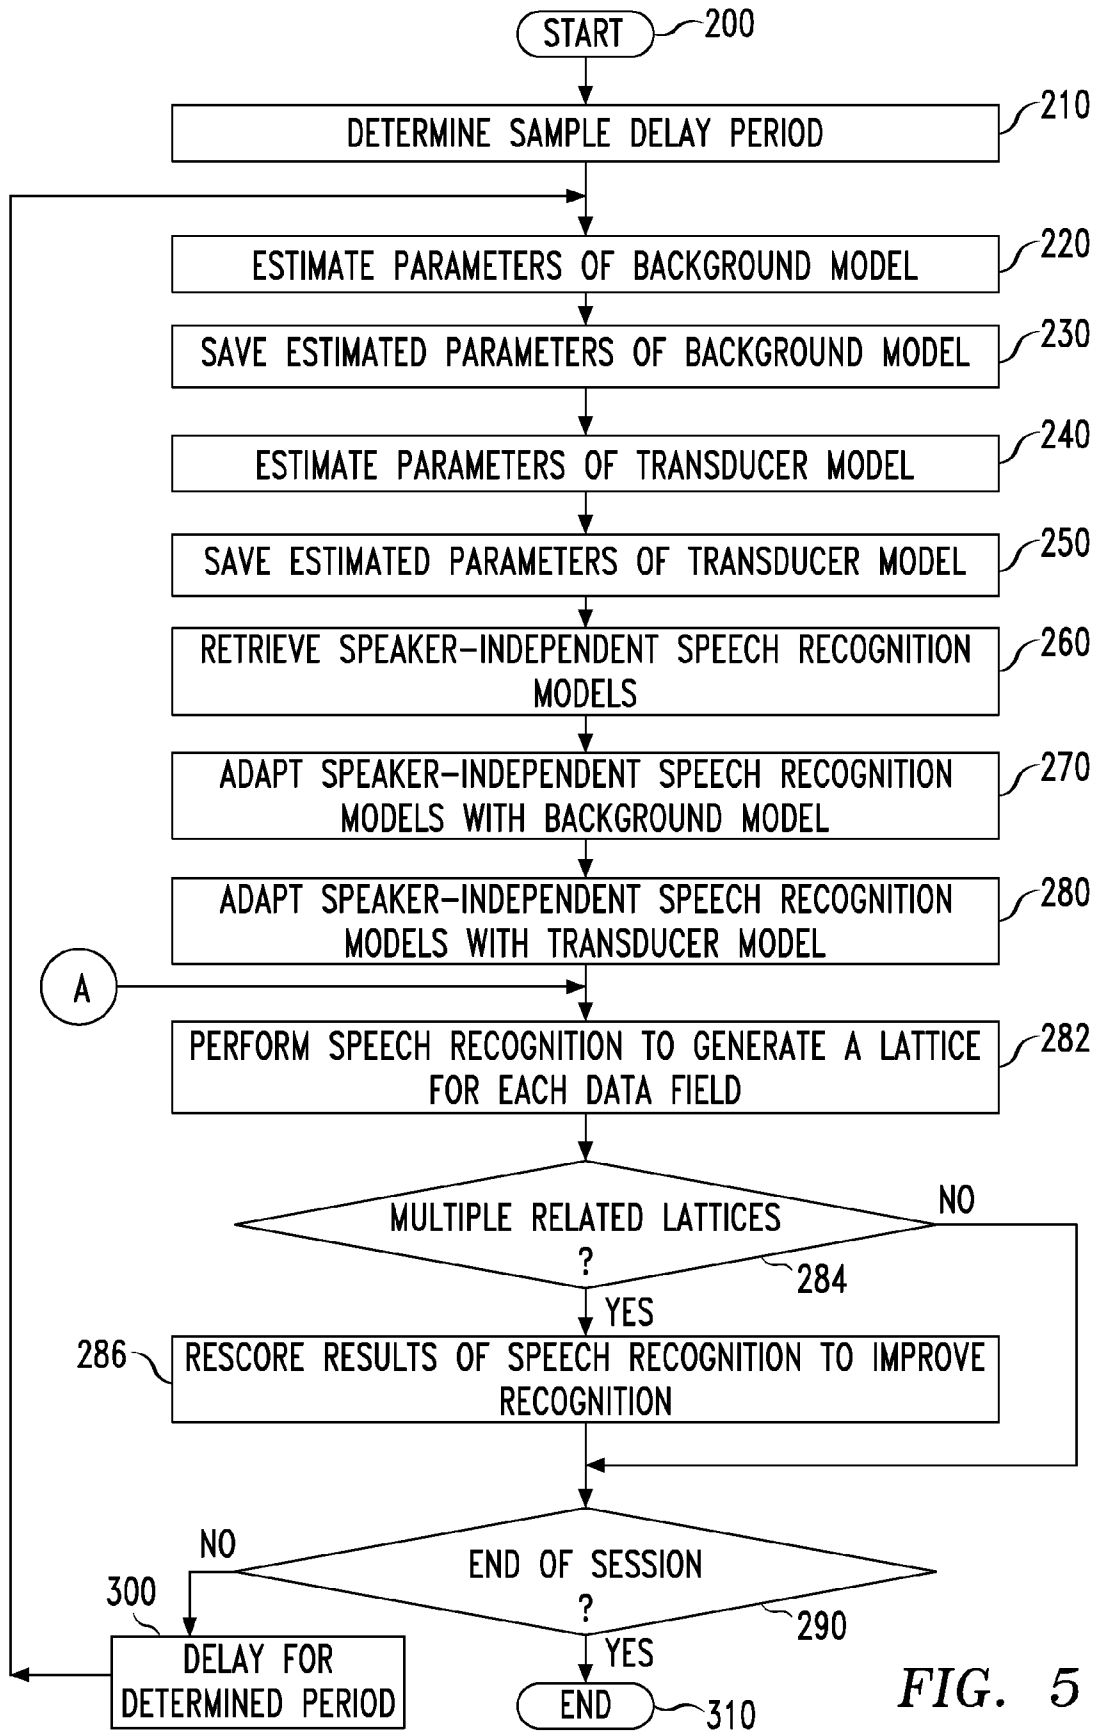 START
200
DETERMINE SAMPLE DELAY PERIOD
210
ESTIMATE PARAMETERS OF BACKGROUND MODEL
220
SAVE ESTIMATED PARAMETERS OF BACKGROUND MODEL
230
ESTIMATE PARAMETERS OF TRANSDUCER MODEL
240
SAVE ESTIMATED PARAMETERS OF TRANSDUCER MODEL
250
RETRIEVE SPEAKER-INDEPENDENT SPEECH RECOGNITION
MODELS
260
ADAPT SPEAKER-INDEPENDENT SPEECH RECOGNITION
MODELS WITH BACKGROUND MODEL
270
ADAPT SPEAKER-INDEPENDENT SPEECH RECOGNITION
MODELS WITH TRANSDUCER MODEL
280
A
PERFORM SPEECH RECOGNITION TO GENERATE A LATTICE
FOR EACH DATA FIELD
282
MULTIPLE RELATED LATTICES
?
284
NO
YES
286
RESCORE RESULTS OF SPEECH RECOGNITION TO IMPROVE
RECOGNITION
END OF SESSION
?
290
NO
YES
300
DELAY FOR
DETERMINED PERIOD
END
310
FIG. 5